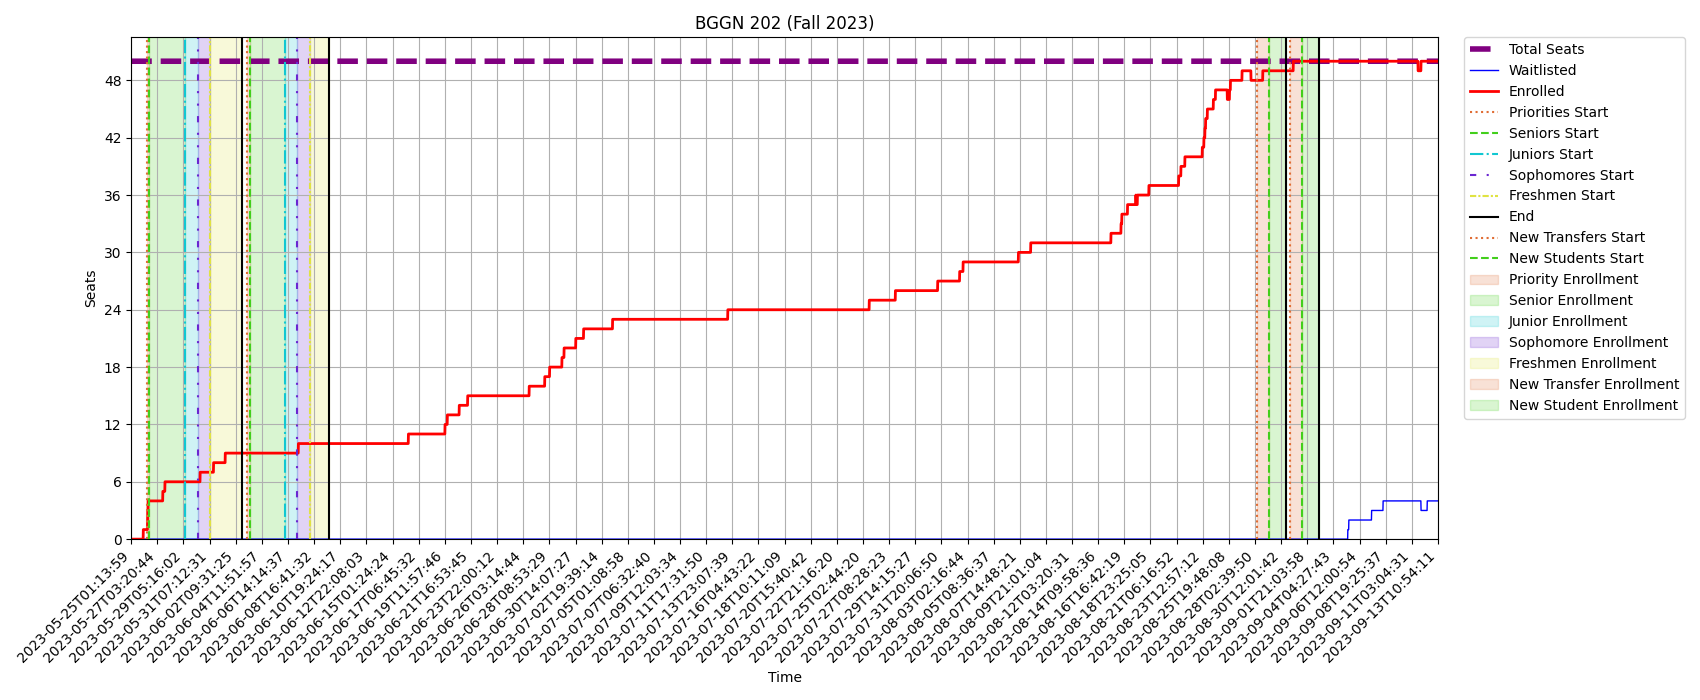 BGGN 202 (Fall 2023)
Seats
48
42
36
30
24
18
12
6
0
2023-05-25T01:13:59
2023-05-27T03:20:44
2023-05-29T05:16:02
2023-05-31T07:12:31
2023-06-02T09:31:25
2023-06-04T11:51:57
2023-06-06T14:14:37
2023-06-08T16:41:32
2023-06-10T19:24:17
2023-06-12T22:08:03
2023-06-15T01:24:24
2023-06-17T06:45:32
2023-06-19T11:57:46
2023-06-21T16:53:45
2023-06-23T22:00:12
2023-06-26T03:14:44
2023-06-28T08:53:29
2023-06-30T14:07:27
2023-07-02T19:39:14
2023-07-05T01:08:58
2023-07-07T06:32:40
2023-07-09T12:03:34
2023-07-11T17:31:50
2023-07-13T23:07:39
2023-07-16T04:43:22
2023-07-18T10:11:09
2023-07-20T15:40:42
2023-07-22T21:16:20
2023-07-25T02:44:20
2023-07-27T08:28:23
2023-07-29T14:15:27
2023-07-31T20:06:50
2023-08-03T02:16:44
2023-08-05T08:36:37
2023-08-07T14:48:21
2023-08-09T21:01:04
2023-08-12T03:20:31
2023-08-14T09:58:36
2023-08-16T16:42:19
2023-08-18T23:25:05
2023-08-21T06:16:52
2023-08-23T12:57:12
2023-08-25T19:48:08
2023-08-28T02:39:50
2023-08-30T12:01:42
2023-09-01T21:03:58
2023-09-04T04:27:43
2023-09-06T12:00:54
2023-09-08T19:25:37
2023-09-11T03:04:31
2023-09-13T10:54:11
Time
Total Seats
Waitlisted
Enrolled
Priorities Start
Seniors Start
Juniors Start
Sophomores Start
Freshmen Start
End
New Transfers Start
New Students Start
Priority Enrollment
Senior Enrollment
Junior Enrollment
Sophomore Enrollment
Freshmen Enrollment
New Transfer Enrollment
New Student Enrollment